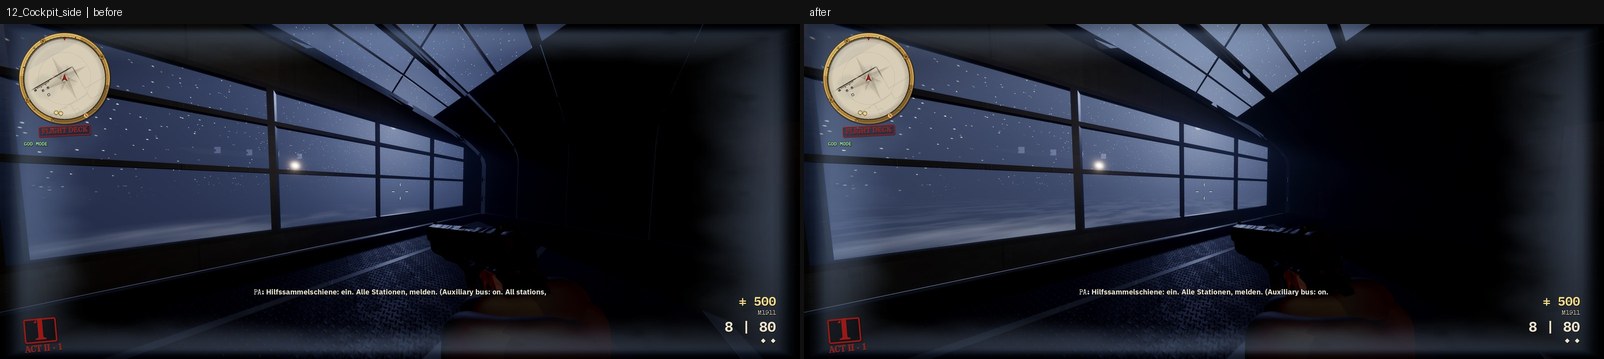 12_Cockpit_side | before
after
FLIGHT DECK
GOD MODE
PA: Hilfssammelschiene: ein. Alle Stationen, melden. (Auxiliary bus: on. All stations,
500
M1911
8 | 80
1
ACT II - 1
FLIGHT DECK
GOD MODE
PA: Hilfssammelschiene: ein. Alle Stationen, melden. (Auxiliary bus: on.
500
M1911
8 | 80
1
ACT II - 1